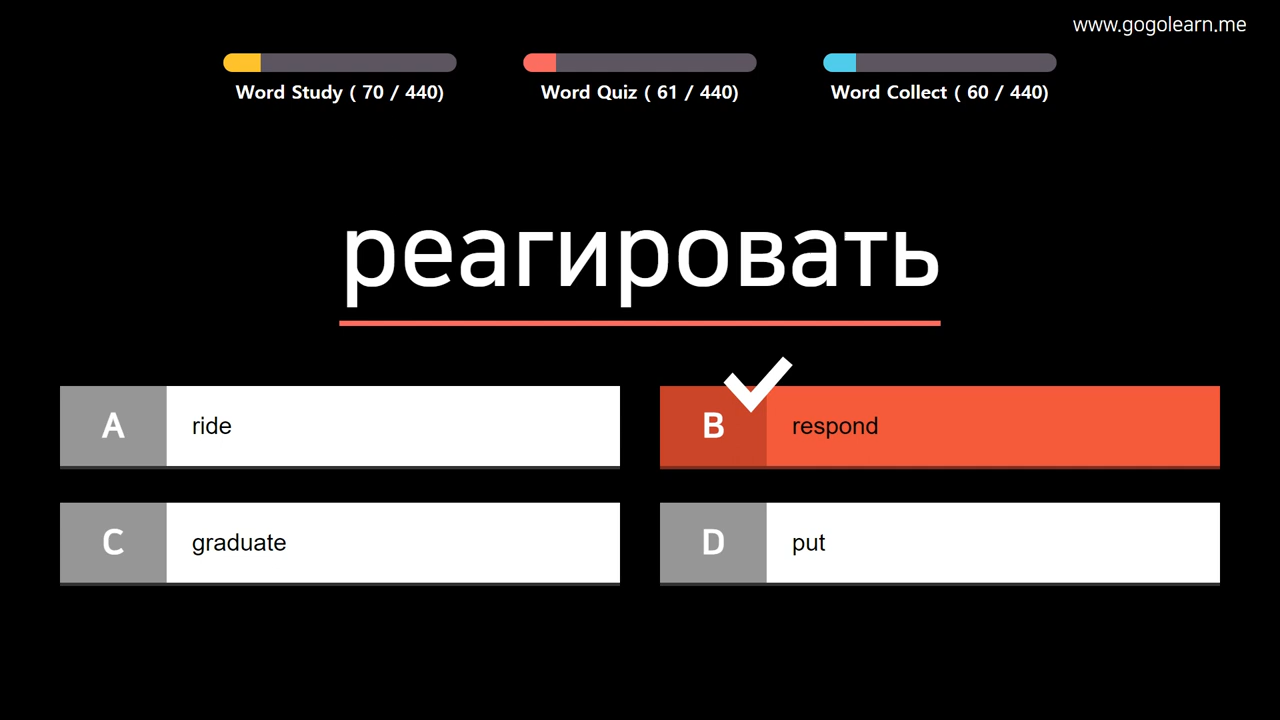 www.gogolearn.me
Word Study ( 70 / 440)
Word Quiz ( 61 / 440)
Word Collect ( 60 / 440)
реагировать
A ride
B respond
C graduate
D put